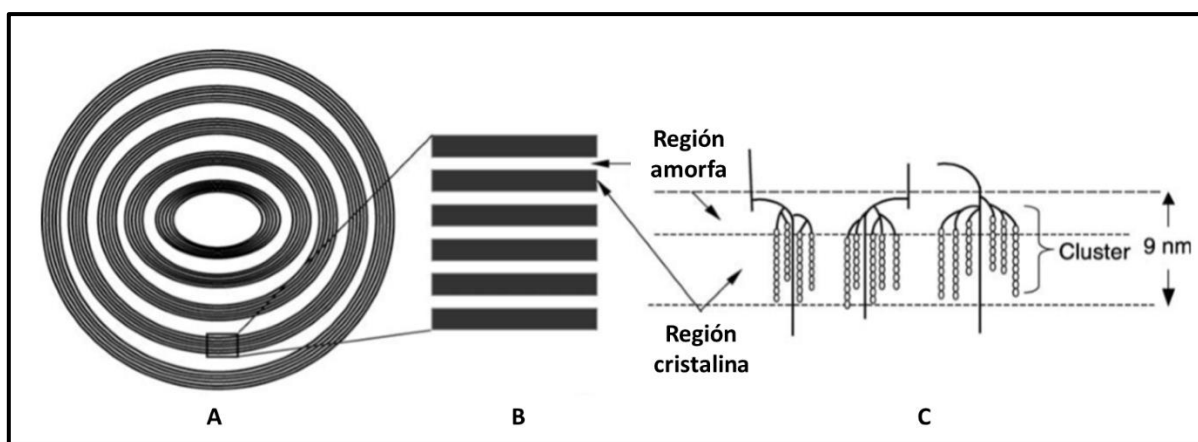 Región
amorfa
Cluster
9 nm
Región
cristalina
A
B
C